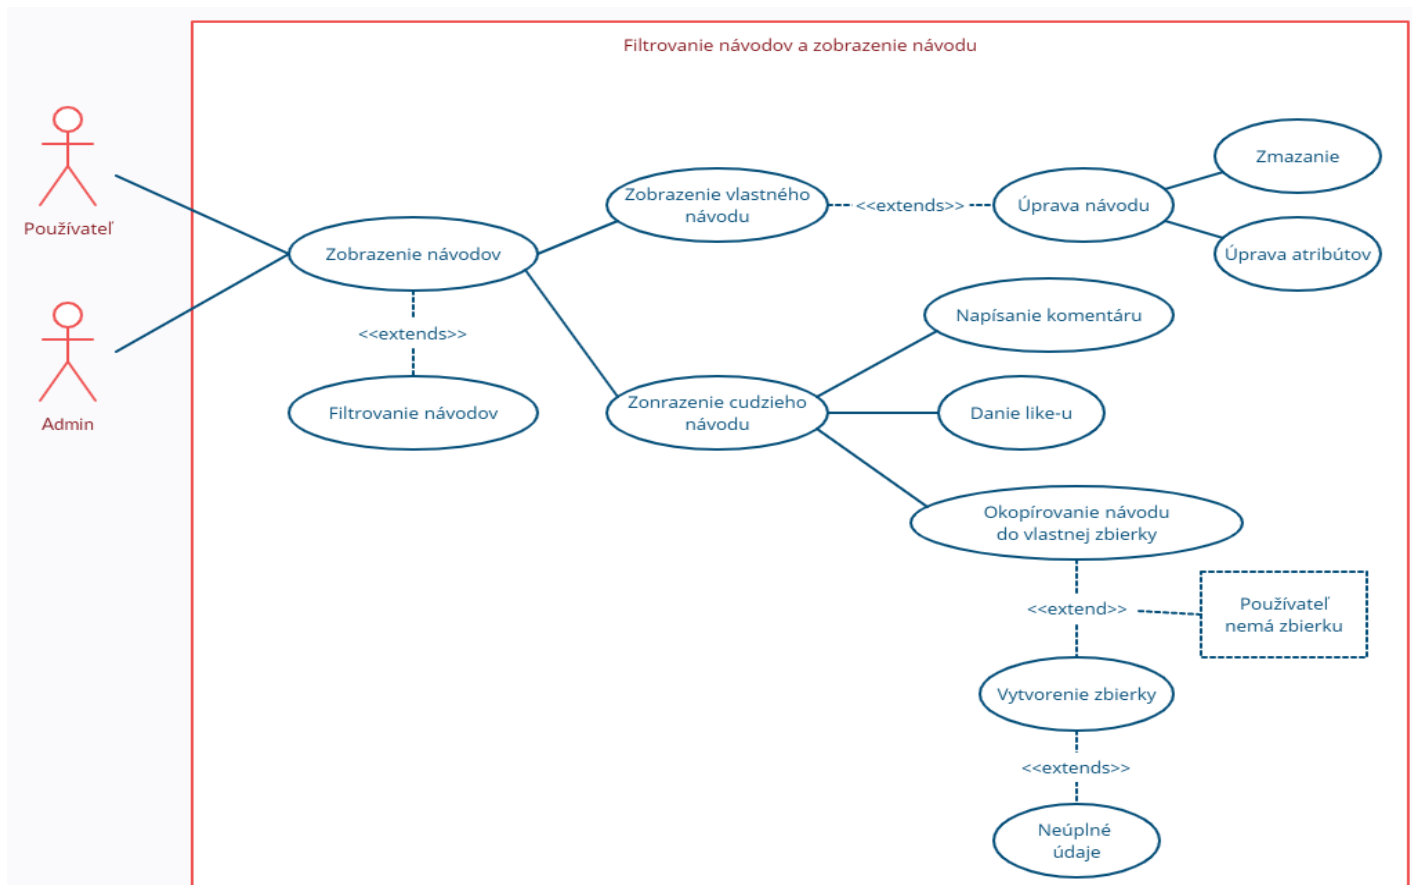 Filtrovanie návodov a zobrazenie návodu
Používateľ
Admin
Zobrazenie návodov
<<extends>>
Filtrovanie návodov
Zobrazenie vlastného
návodu
<<extends>>
Úprava návodu
Zmazanie
Úprava atribútov
Zonrazenie cudzieho
návodu
Napísanie komentáru
Danie like-u
Okopírovanie návodu
do vlastnej zbierky
<<extend>>
Používateľ
nemá zbierku
Vytvorenie zbierky
<<extends>>
Neúplné
údaje